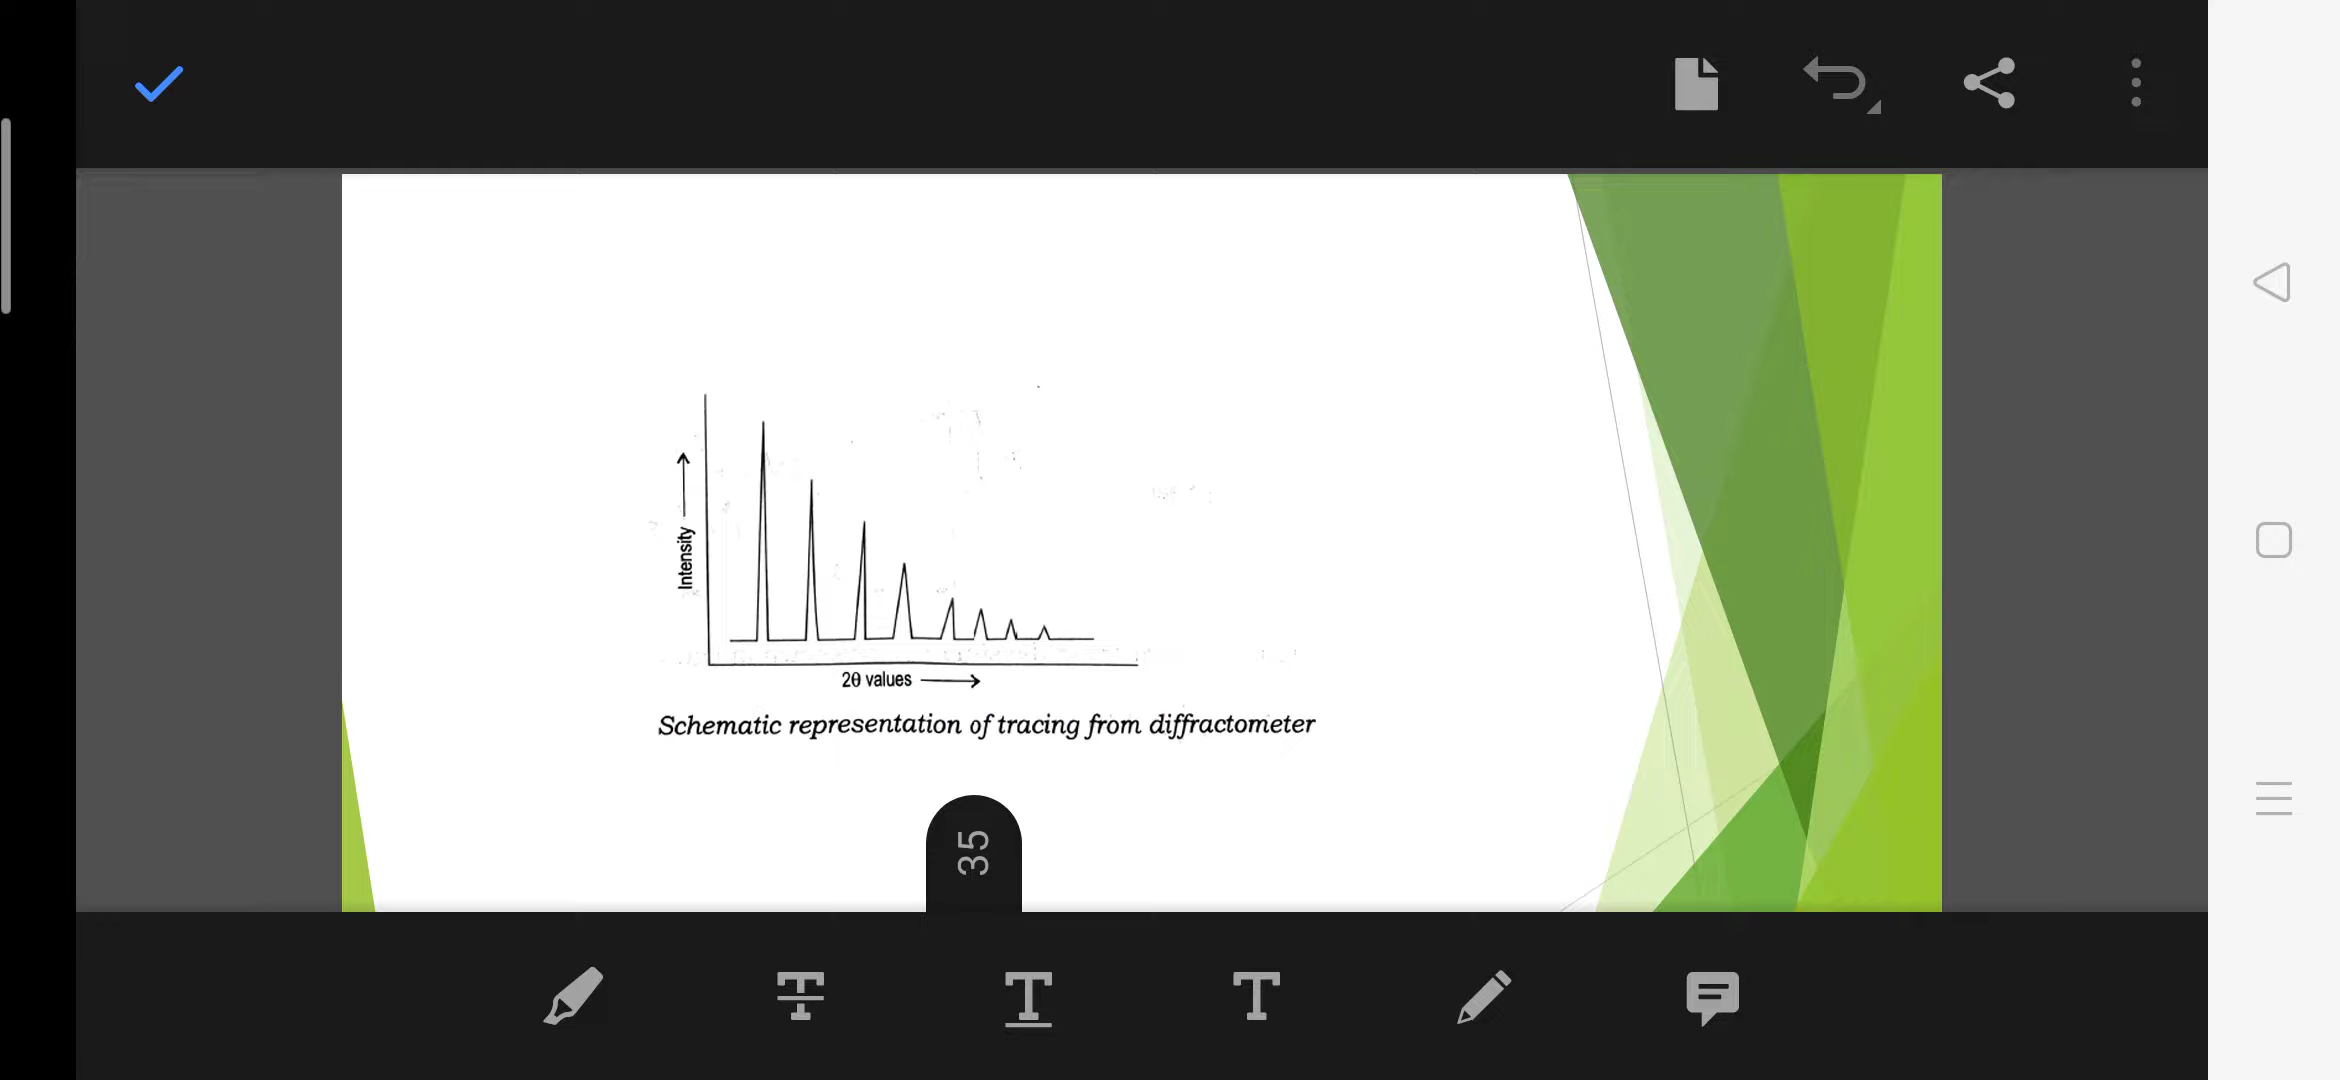 Intensity
2θ values
Schematic representation of tracing from diffractometer
35